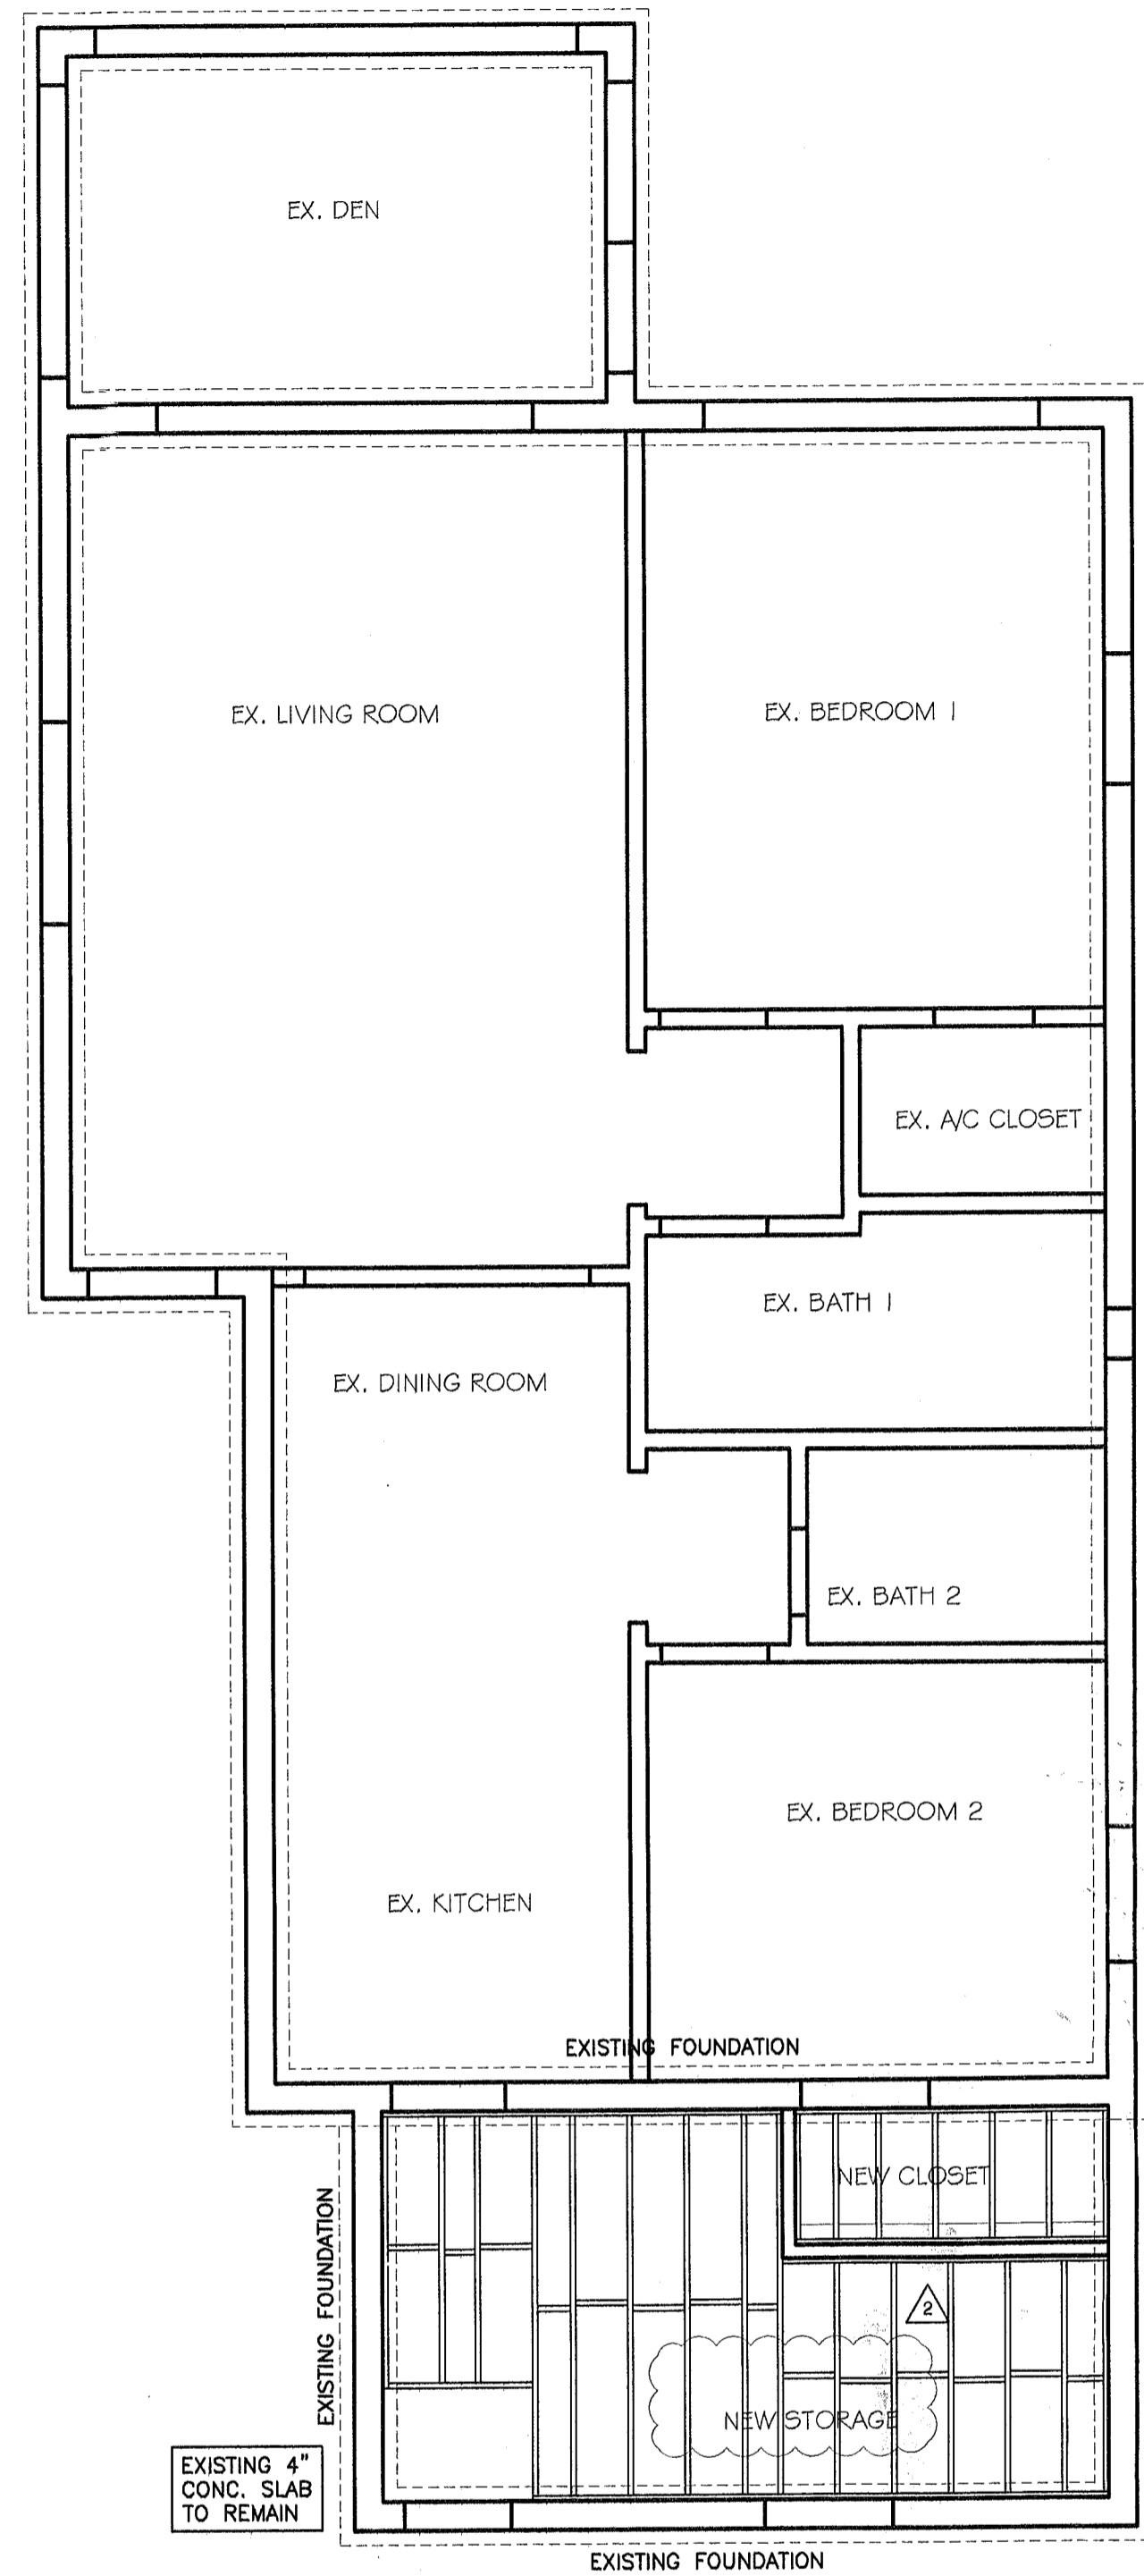 EX. DEN
EX. LIVING ROOM
EX. BEDROOM 1
EX. A/C CLOSET
EX. BATH 1
EX. DINING ROOM
EX. BATH 2
EX. BEDROOM 2
EX. KITCHEN
EXISTING FOUNDATION
NEW CLOSET
EXISTING FOUNDATION
2
NEW STORAGE
EXISTING 4"
CONC. SLAB
TO REMAIN
EXISTING FOUNDATION